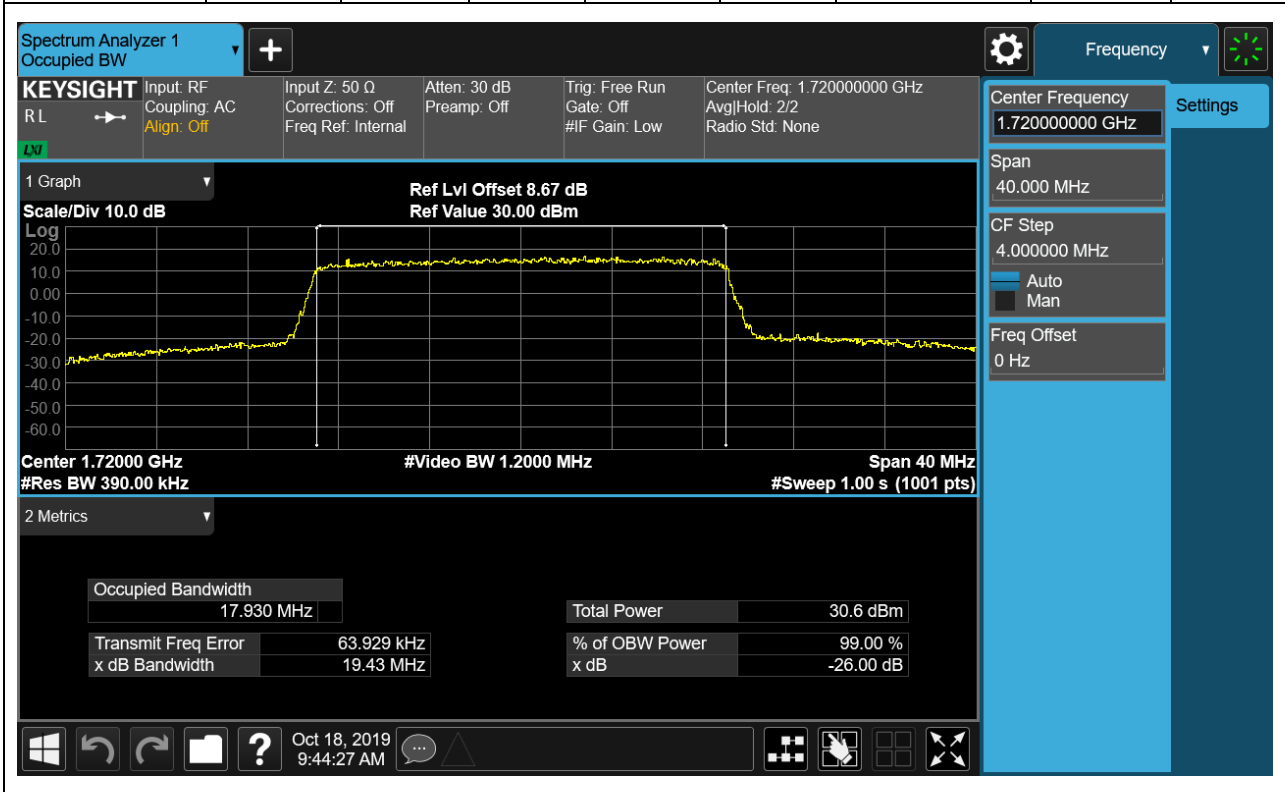 Spectrum Analyzer 1
Occupied BW
Frequency
KEYSIGHT
R L
LXI
Input: RF
Coupling: AC
Align: Off
Input Z: 50 Ω
Corrections: Off
Freq Ref: Internal
Atten: 30 dB
Preamp: Off
Trig: Free Run
Gate: Off
#IF Gain: Low
Center Freq: 1.720000000 GHz
Avg|Hold: 2/2
Radio Std: None
Center Frequency
1.720000000 GHz
Settings
Span
40.000 MHz
CF Step
4.000000 MHz
Auto
Man
Freq Offset
0 Hz
1 Graph
Scale/Div 10.0 dB
Ref Lvl Offset 8.67 dB
Ref Value 30.00 dBm
Log
20.0
10.0
0.00
-10.0
-20.0
-30.0
-40.0
-50.0
-60.0
Center 1.72000 GHz
#Video BW 1.2000 MHz
Span 40 MHz
#Res BW 390.00 kHz
#Sweep 1.00 s (1001 pts)
2 Metrics
Occupied Bandwidth
17.930 MHz
Total Power 30.6 dBm
Transmit Freq Error 63.929 kHz
% of OBW Power 99.00 %
x dB Bandwidth 19.43 MHz
x dB -26.00 dB
?
Oct 18, 2019
9:44:27 AM